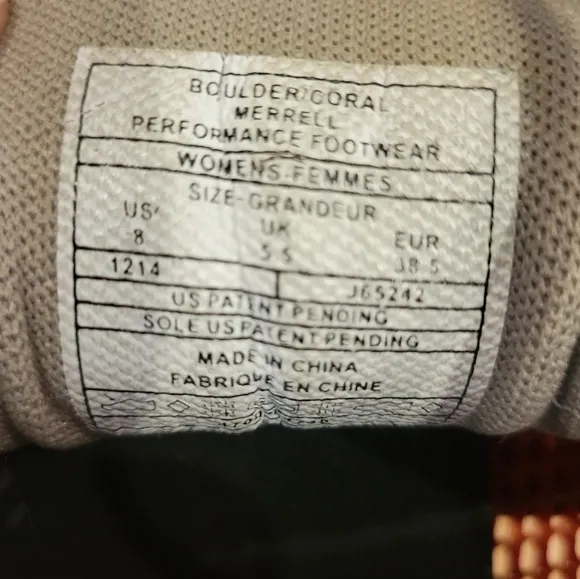 BOULDER/CORAL
MERRELL
PERFORMANCE FOOTWEAR
WOMENS-FEMMES
SIZE-GRANDEUR
US UK EUR
8 5.5 38.5
1214 J65242
US PATENT PENDING
SOLE US PATENT PENDING
MADE IN CHINA
FABRIQUE EN CHINE